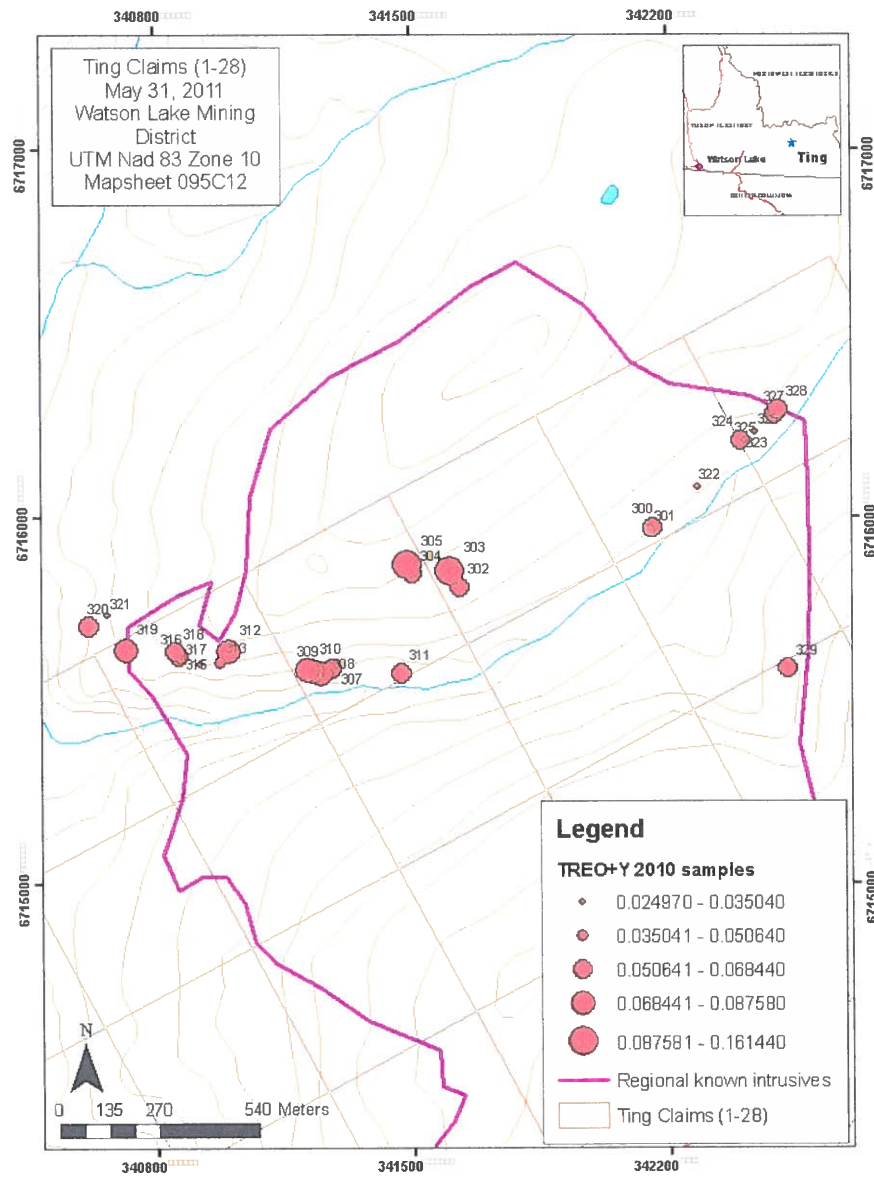 340800
341500
342200
Ting Claims (1-28)
May 31, 2011
Watson Lake Mining
District
UTM Nad 83 Zone 10
Mapsheet 095C12
Watson Lake
Ting
6717000
6717000
328
327
324
325
323
322
300
301
6716000
6716000
305
304
303
302
321
320
319
318
316
317
312
313
309
310
307
311
329
Legend
TREO+Y 2010 samples
0.024970 - 0.035040
0.035041 - 0.050640
0.050641 - 0.068440
0.068441 - 0.087580
0.087581 - 0.161440
Regional known intrusives
Ting Claims (1-28)
6715000
6715000
N
0 135 270 540 Meters
340800
341500
342200